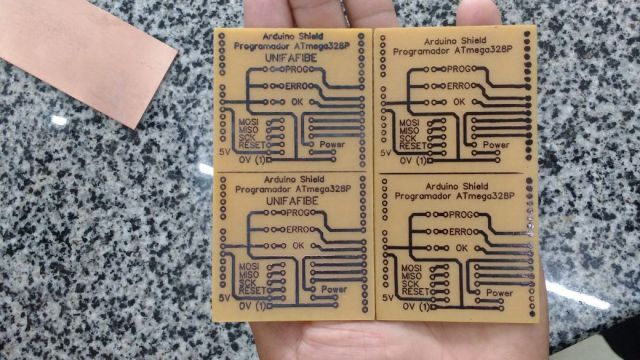 Arduino Shield
Programador ATmega328P
UNIFAFIBE
PROG
ERRO
OK
MOSI
MISO
SCK
RESET
Power
5V
0V (1)
Arduino Shield
Programador ATmega328P
PROG
ERRO
OK
MOSI
MISO
SCK
RESET
Power
5V
0V (1)
Arduino Shield
Programador ATmega328P
UNIFAFIBE
PROG
ERRO
OK
MOSI
MISO
SCK
RESET
Power
5V
0V (1)
Arduino Shield
Programador ATmega328P
PROG
ERRO
OK
MOSI
MISO
SCK
RESET
Power
5V
0V (1)